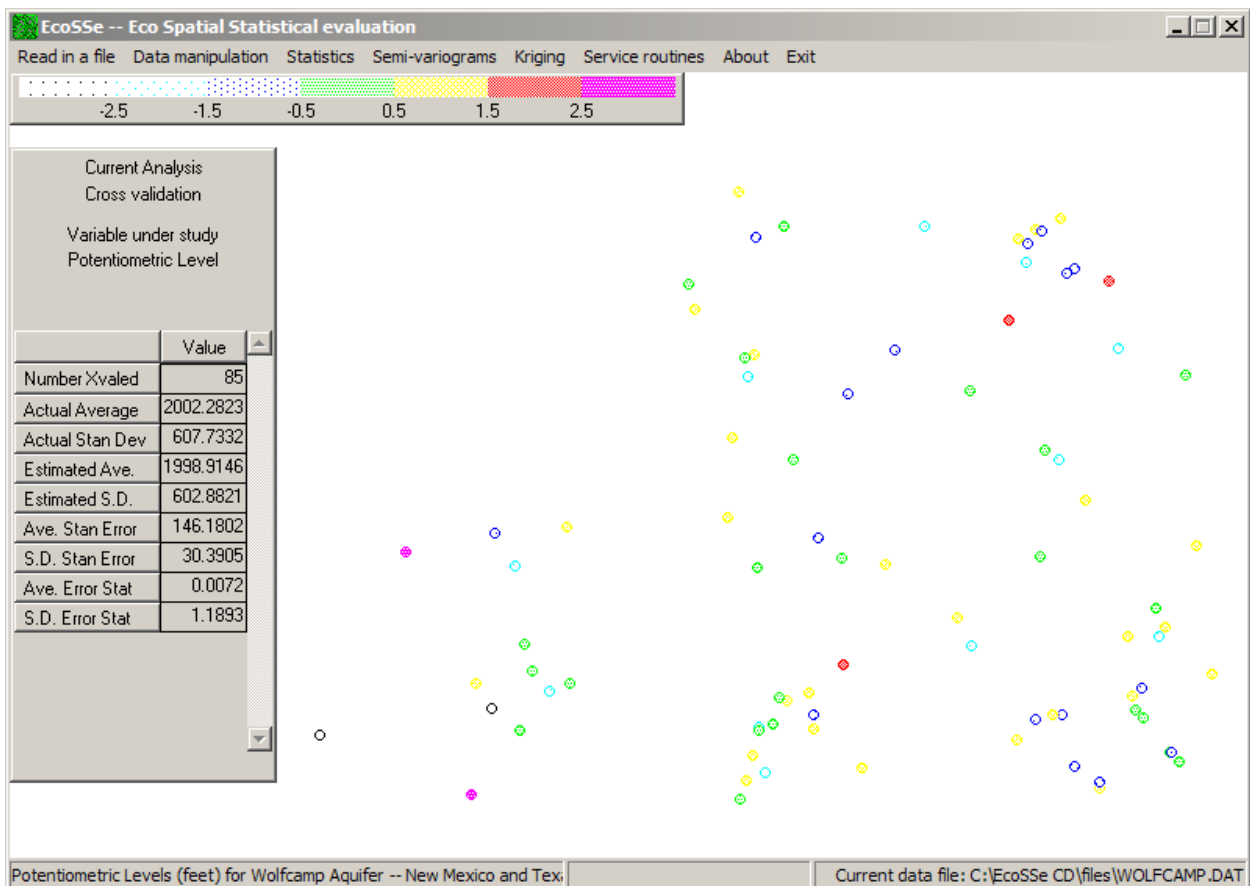 EcoSSe -- Eco Spatial Statistical evaluation
Read in a file Data manipulation Statistics Semi-variograms Kriging Service routines About Exit
-2.5 -1.5 -0.5 0.5 1.5 2.5
Current Analysis
Cross validation
Variable under study
Potentiometric Level
Value
Number Xvaled 85
Actual Average 2002.2823
Actual Stan Dev 607.7332
Estimated Ave. 1998.9146
Estimated S.D. 602.8821
Ave. Stan Error 146.1802
S.D. Stan Error 30.3905
Ave. Error Stat 0.0072
S.D. Error Stat 1.1893
Potentiometric Levels (feet) for Wolfcamp Aquifer -- New Mexico and Tex
Current data file: C:\EcoSSe CD\files\WOLFCAMP.DAT